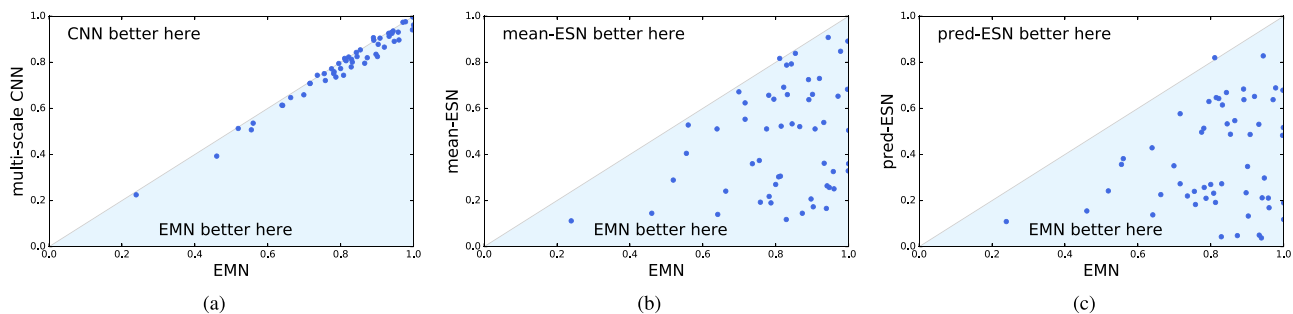 1.0
CNN better here
0.8
0.6
multi-scale CNN
0.4
0.2
EMN better here
0.0
0.0 0.2 0.4 0.6 0.8 1.0
EMN
(a)
1.0
mean-ESN better here
0.8
0.6
mean-ESN
0.4
0.2
EMN better here
0.0
0.0 0.2 0.4 0.6 0.8 1.0
EMN
(b)
1.0
pred-ESN better here
0.8
0.6
pred-ESN
0.4
0.2
EMN better here
0.0
0.0 0.2 0.4 0.6 0.8 1.0
EMN
(c)